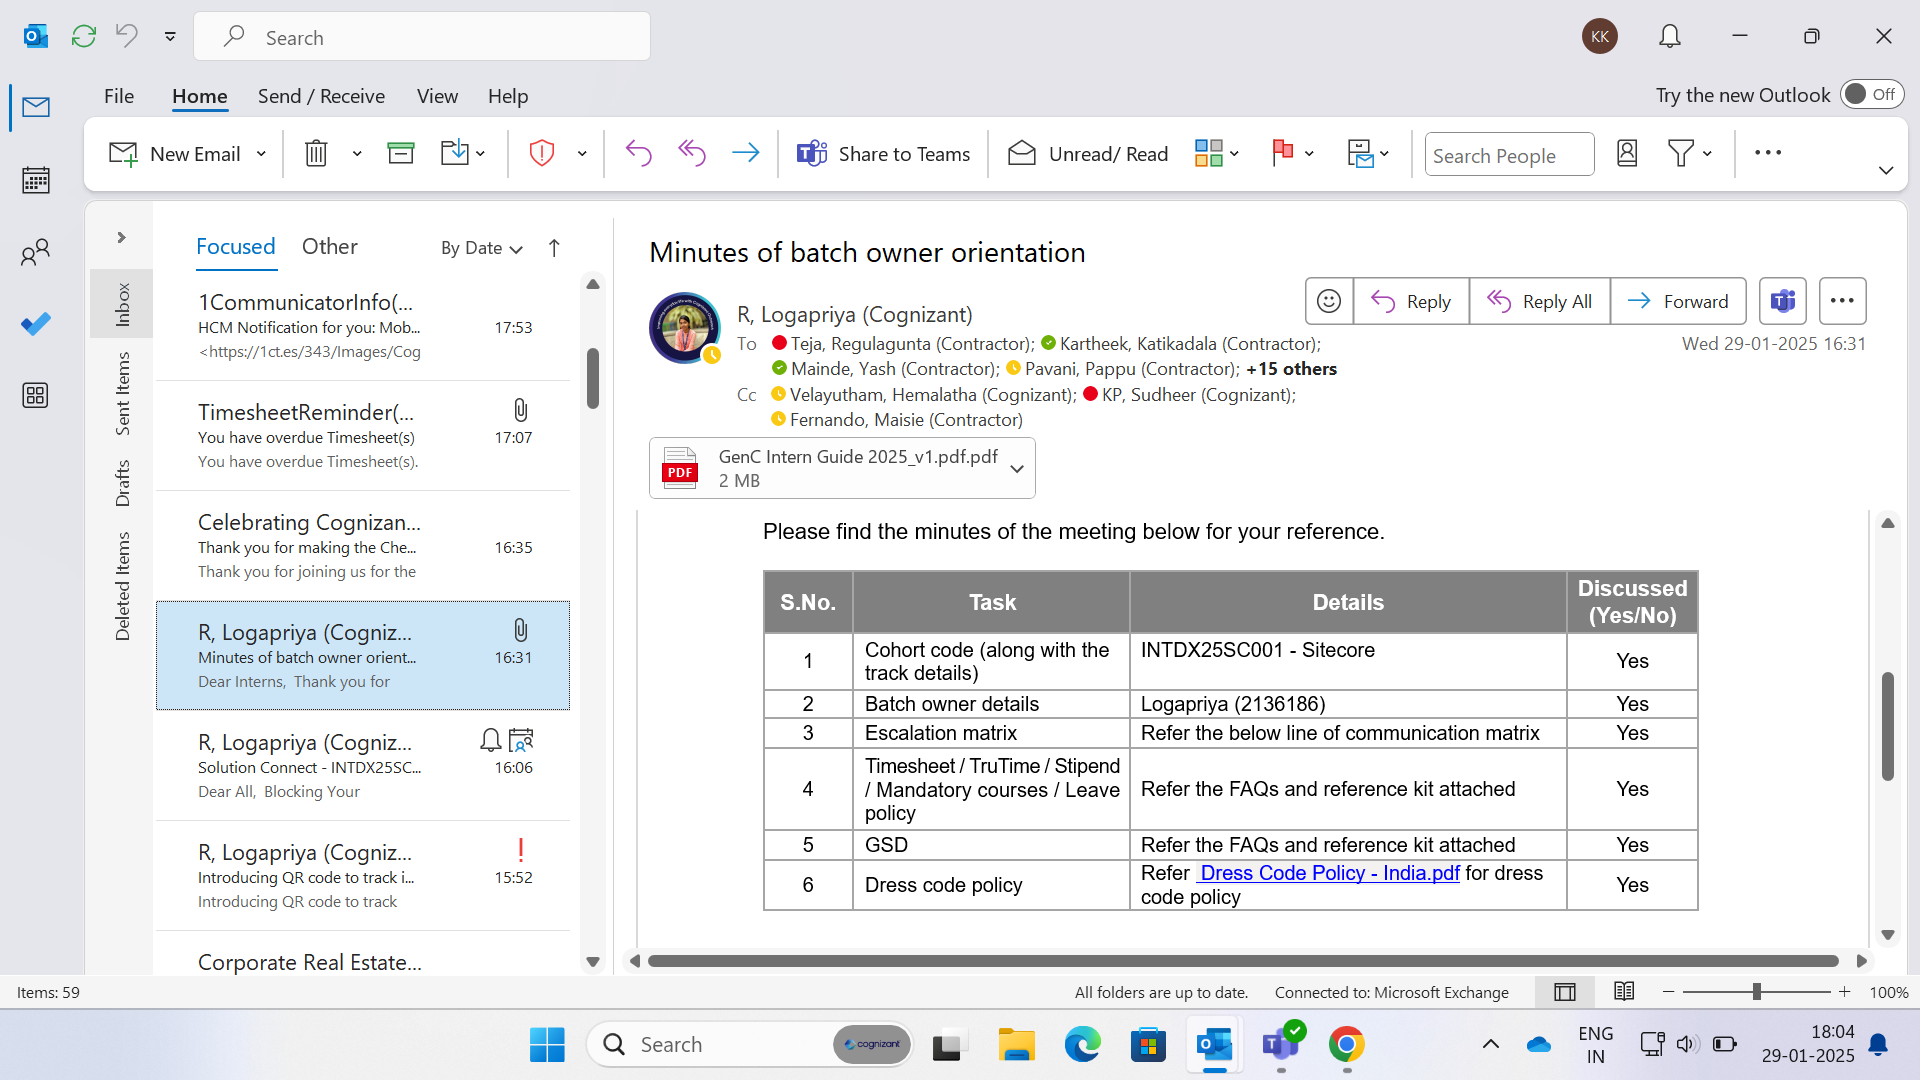 Search
KK
File
Home
Send / Receive
View
Help
Try the new Outlook
Off
New Email
Share to Teams
Unread/ Read
Search People
Focused
Other
By Date
Inbox
Sent Items
Drafts
Deleted Items
1CommunicatorInfo(...
HCM Notification for you: Mob...
17:53
<https://1ct.es/343/Images/Cog
TimesheetReminder(...
You have overdue Timesheet(s)
17:07
You have overdue Timesheet(s).
Celebrating Cognizan...
Thank you for making the Che...
16:35
Thank you for joining us for the
R, Logapriya (Cogniz...
Minutes of batch owner orient...
16:31
Dear Interns, Thank you for
R, Logapriya (Cogniz...
Solution Connect - INTDX25SC...
16:06
Dear All, Blocking Your
R, Logapriya (Cogniz...
Introducing QR code to track i...
15:52
Introducing QR code to track
Corporate Real Estate...
Minutes of batch owner orientation
R, Logapriya (Cognizant)
Reply
Reply All
Forward
To Teja, Regulagunta (Contractor); Kartheek, Katikadala (Contractor);
Wed 29-01-2025 16:31
Mainde, Yash (Contractor); Pavani, Pappu (Contractor); +15 others
Cc Velayutham, Hemalatha (Cognizant); KP, Sudheer (Cognizant);
Fernando, Maisie (Contractor)
PDF
GenC Intern Guide 2025_v1.pdf.pdf
2 MB
Please find the minutes of the meeting below for your reference.
S.No.
Task
Details
Discussed
(Yes/No)
1
Cohort code (along with the
track details)
INTDX25SC001 - Sitecore
Yes
2
Batch owner details
Logapriya (2136186)
Yes
3
Escalation matrix
Refer the below line of communication matrix
Yes
4
Timesheet / TruTime / Stipend
/ Mandatory courses / Leave
policy
Refer the FAQs and reference kit attached
Yes
5
GSD
Refer the FAQs and reference kit attached
Yes
6
Dress code policy
Refer Dress Code Policy - India.pdf for dress
code policy
Yes
Items: 59
All folders are up to date.
Connected to: Microsoft Exchange
100%
Search
cognizant
ENG
IN
18:04
29-01-2025